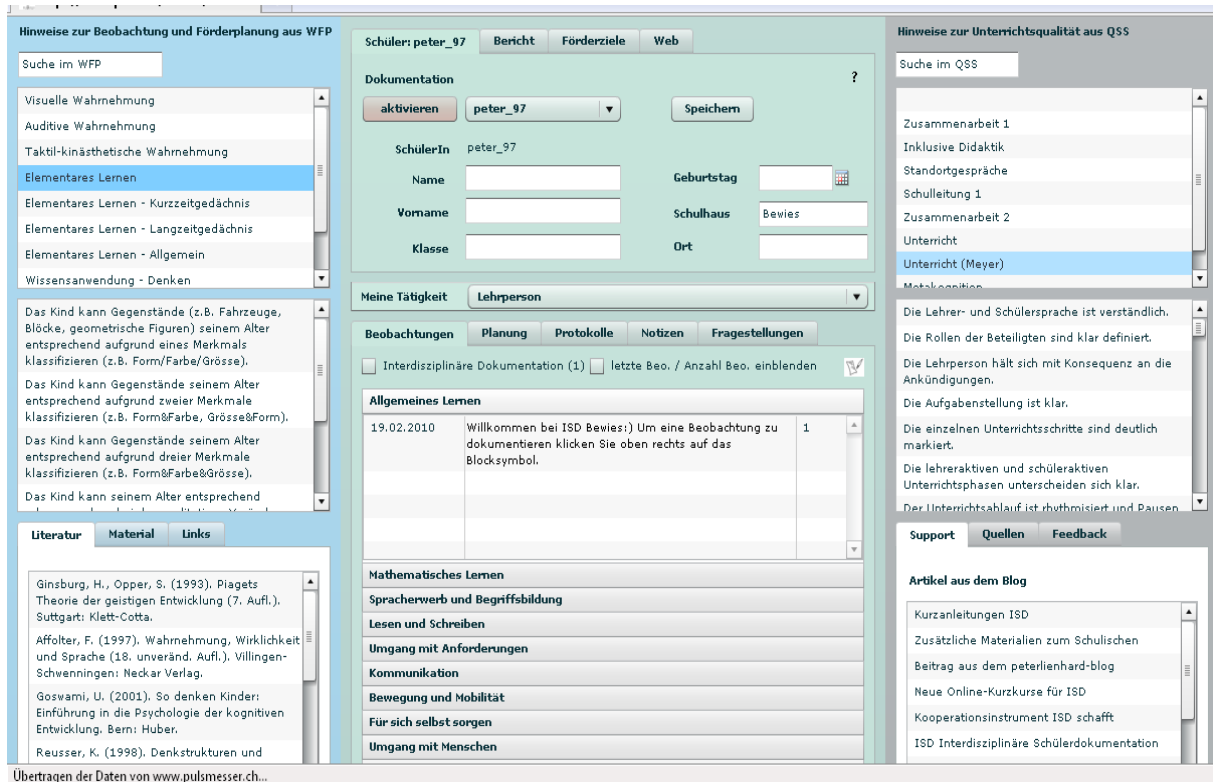 Hinweise zur Beobachtung und Förderplanung aus WFP
Suche im WFP
Visuelle Wahrnehmung
Auditive Wahrnehmung
Taktil-kinästhetische Wahrnehmung
Elementares Lernen
Elementares Lernen - Kurzzeitgedächnis
Elementares Lernen - Langzeitgedächnis
Elementares Lernen - Allgemein
Wissensanwendung - Denken
Das Kind kann Gegenstände (z.B. Fahrzeuge,
Blöcke, geometrische Figuren) seinem Alter
entsprechend aufgrund eines Merkmals
klassifizieren (z.B. Form/Farbe/Grösse).
Das Kind kann Gegenstände seinem Alter
entsprechend aufgrund zweier Merkmale
klassifizieren (z.B. Form&Farbe, Grösse&Form).
Das Kind kann Gegenstände seinem Alter
entsprechend aufgrund dreier Merkmale
klassifizieren (z.B. Form&Farbe&Grösse).
Das Kind kann seinem Alter entsprechend
Literatur Material Links
Ginsburg, H., Opper, S. (1993). Piagets
Theorie der geistigen Entwicklung (7. Aufl.).
Suttgart: Klett-Cotta.
Affolter, F. (1997). Wahrnehmung, Wirklichkeit
und Sprache (18. unveränd. Aufl.). Villingen-
Schwenningen: Neckar Verlag.
Goswami, U. (2001). So denken Kinder:
Einführung in die Psychologie der kognitiven
Entwicklung. Bern: Huber.
Reusser, K. (1998). Denkstrukturen und
Schüler: peter_97 Bericht Förderziele Web
Dokumentation ?
aktivieren peter_97 Speichern
SchülerIn peter_97
Name Geburtstag
Vorname Schulhaus Bewies
Klasse Ort
Meine Tätigkeit Lehrperson
Beobachtungen Planung Protokolle Notizen Fragestellungen
Interdisziplinäre Dokumentation (1) letzte Beo. / Anzahl Beo. einblenden
Allgemeines Lernen
19.02.2010 Willkommen bei ISD Bewies:) Um eine Beobachtung zu 1
dokumentieren klicken Sie oben rechts auf das
Blocksymbol.
Mathematisches Lernen
Spracherwerb und Begriffsbildung
Lesen und Schreiben
Umgang mit Anforderungen
Kommunikation
Bewegung und Mobilität
Für sich selbst sorgen
Umgang mit Menschen
Hinweise zur Unterrichtsqualität aus QSS
Suche im QSS
Zusammenarbeit 1
Inklusive Didaktik
Standortgespräche
Schulleitung 1
Zusammenarbeit 2
Unterricht
Unterricht (Meyer)
Metakognition
Die Lehrer- und Schülersprache ist verständlich.
Die Rollen der Beteiligten sind klar definiert.
Die Lehrperson hält sich mit Konsequenz an die
Ankündigungen.
Die Aufgabenstellung ist klar.
Die einzelnen Unterrichtsschritte sind deutlich
markiert.
Die lehreraktiven und schüleraktiven
Unterrichtsphasen unterscheiden sich klar.
Der Unterrichtsablauf ist rhythmisiert und Pausen
Support Quellen Feedback
Artikel aus dem Blog
Kurzanleitungen ISD
Zusätzliche Materialien zum Schulischen
Beitrag aus dem peterlienhard-blog
Neue Online-Kurzkurse für ISD
Kooperationsinstrument ISD schafft
ISD Interdisziplinäre Schülerdokumentation
Übertragen der Daten von www.pulsmesser.ch...